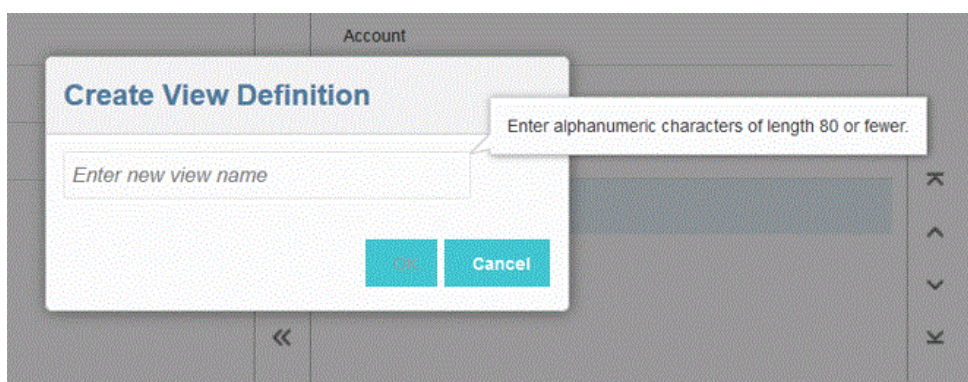 Account
Create View Definition
Enter alphanumeric characters of length 80 or fewer.
Enter new view name
OK
Cancel